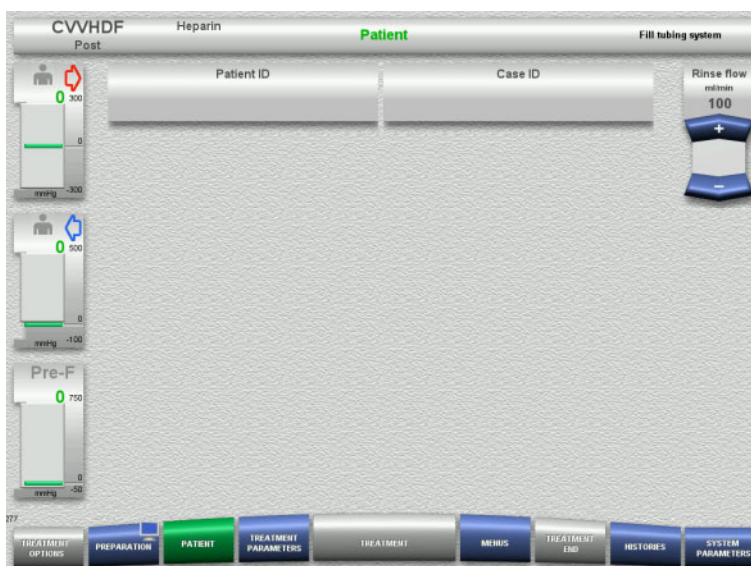 CVVHDF
Post
Heparin
Patient
Fill tubing system
0
300
0
-300
mmHg
Patient ID
Case ID
Rinse flow
ml/min
100
+
−
0
500
0
-100
mmHg
Pre-F
0
750
0
-50
mmHg
277
TREATMENT
OPTIONS
PREPARATION
PATIENT
TREATMENT
PARAMETERS
TREATMENT
MENUS
TREATMENT
END
HISTORIES
SYSTEM
PARAMETERS